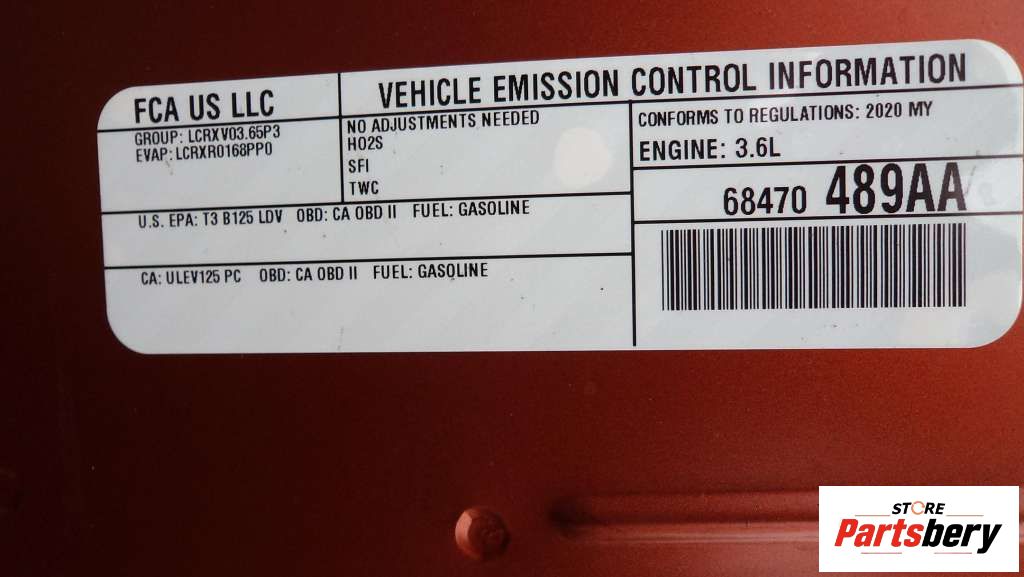 FCA US LLC
GROUP: LCRXV03.65P3
EVAP: LCRXR0168PP0
VEHICLE EMISSION CONTROL INFORMATION
NO ADJUSTMENTS NEEDED
HO2S
SFI
TWC
CONFORMS TO REGULATIONS: 2020 MY
ENGINE: 3.6L
68470 489AA
U.S. EPA: T3 B125 LDV OBD: CA OBD II FUEL: GASOLINE
CA: ULEV125 PC OBD: CA OBD II FUEL: GASOLINE
STORE
Partsbery